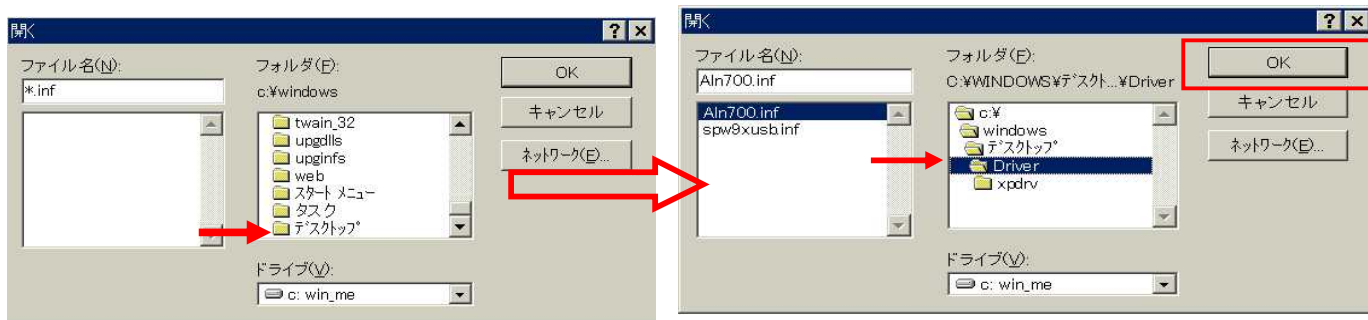 開く
ファイル名(N):
*.inf
フォルダ(F):
c:¥windows
twain_32
upgdlls
upginfs
web
スタート メニュー
タスク
デスクトップ
OK
キャンセル
ネットワーク(E)...
ドライブ(V):
c: win_me
開く
ファイル名(N):
Aln700.inf
Aln700.inf
spw9xusb.inf
フォルダ(F):
C:¥WINDOWS¥デスクト...¥Driver
c:¥
windows
デスクトップ
Driver
xpdrv
OK
キャンセル
ネットワーク(E)...
ドライブ(V):
c: win_me